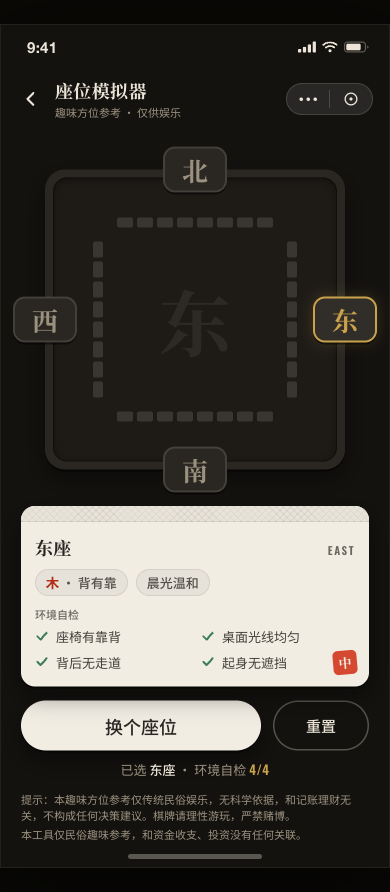 9:41
座位模拟器
趣味方位参考 · 仅供娱乐
北
西
东
东
南
东座
EAST
木 · 背有靠
晨光温和
环境自检
座椅有靠背
桌面光线均匀
背后无走道
起身无遮挡
中
换个座位
重置
已选 东座 · 环境自检 4/4
提示：本趣味方位参考仅传统民俗娱乐，无科学依据，和记账理财无
关，不构成任何决策建议。棋牌请理性游玩，严禁赌博。
本工具仅民俗趣味参考，和资金收支、投资没有任何关联。